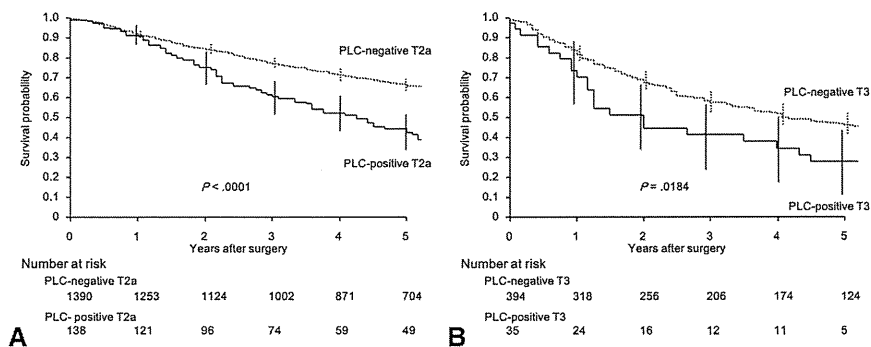 1.0
0.9
0.8
0.7
0.6
0.5
0.4
0.3
0.2
0.1
0
Survival probability
PLC-negative T2a
PLC-positive T2a
P < .0001
0 1 2 3 4 5
Years after surgery
Number at risk
PLC-negative T2a
1390 1253 1124 1002 871 704
PLC- positive T2a
138 121 96 74 59 49
A
1.0
0.9
0.8
0.7
0.6
0.5
0.4
0.3
0.2
0.1
0
Survival probability
PLC-negative T3
P = .0184
PLC-positive T3
0 1 2 3 4 5
Years after surgery
Number at risk
PLC-negative T3
394 318 256 206 174 124
PLC-positive T3
35 24 16 12 11 5
B